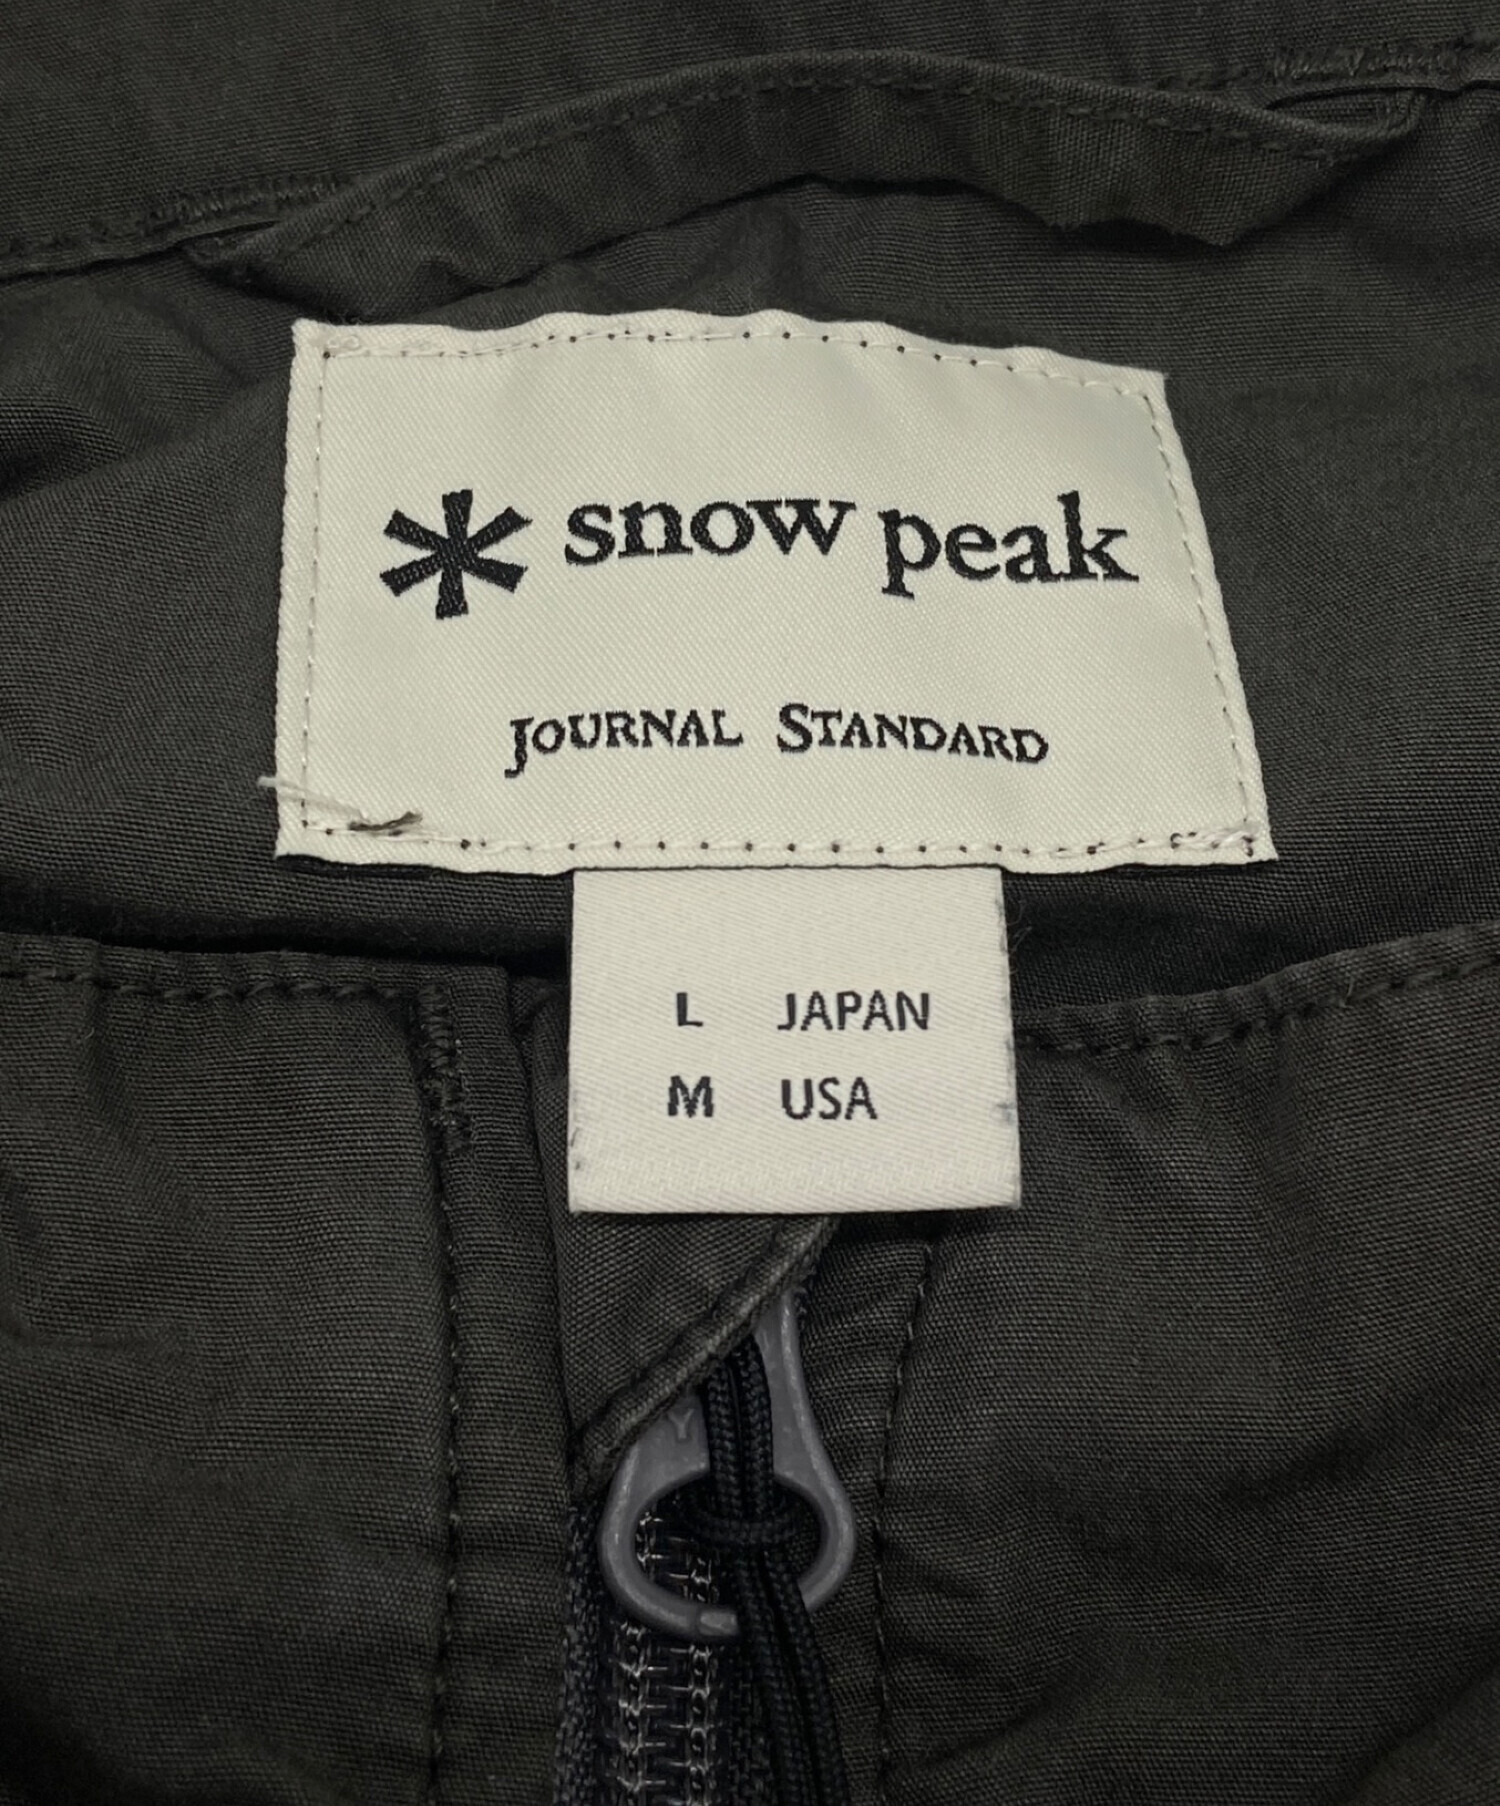 snow peak
JOURNAL STANDARD
L JAPAN
M USA